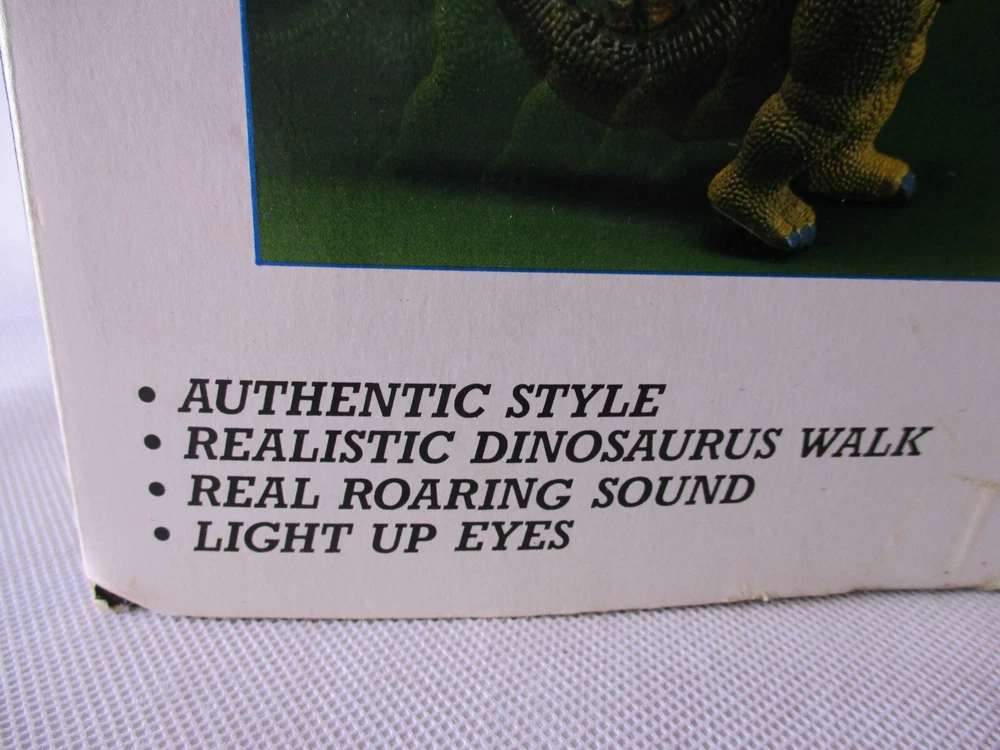 • AUTHENTIC STYLE
• REALISTIC DINOSAURUS WALK
• REAL ROARING SOUND
• LIGHT UP EYES